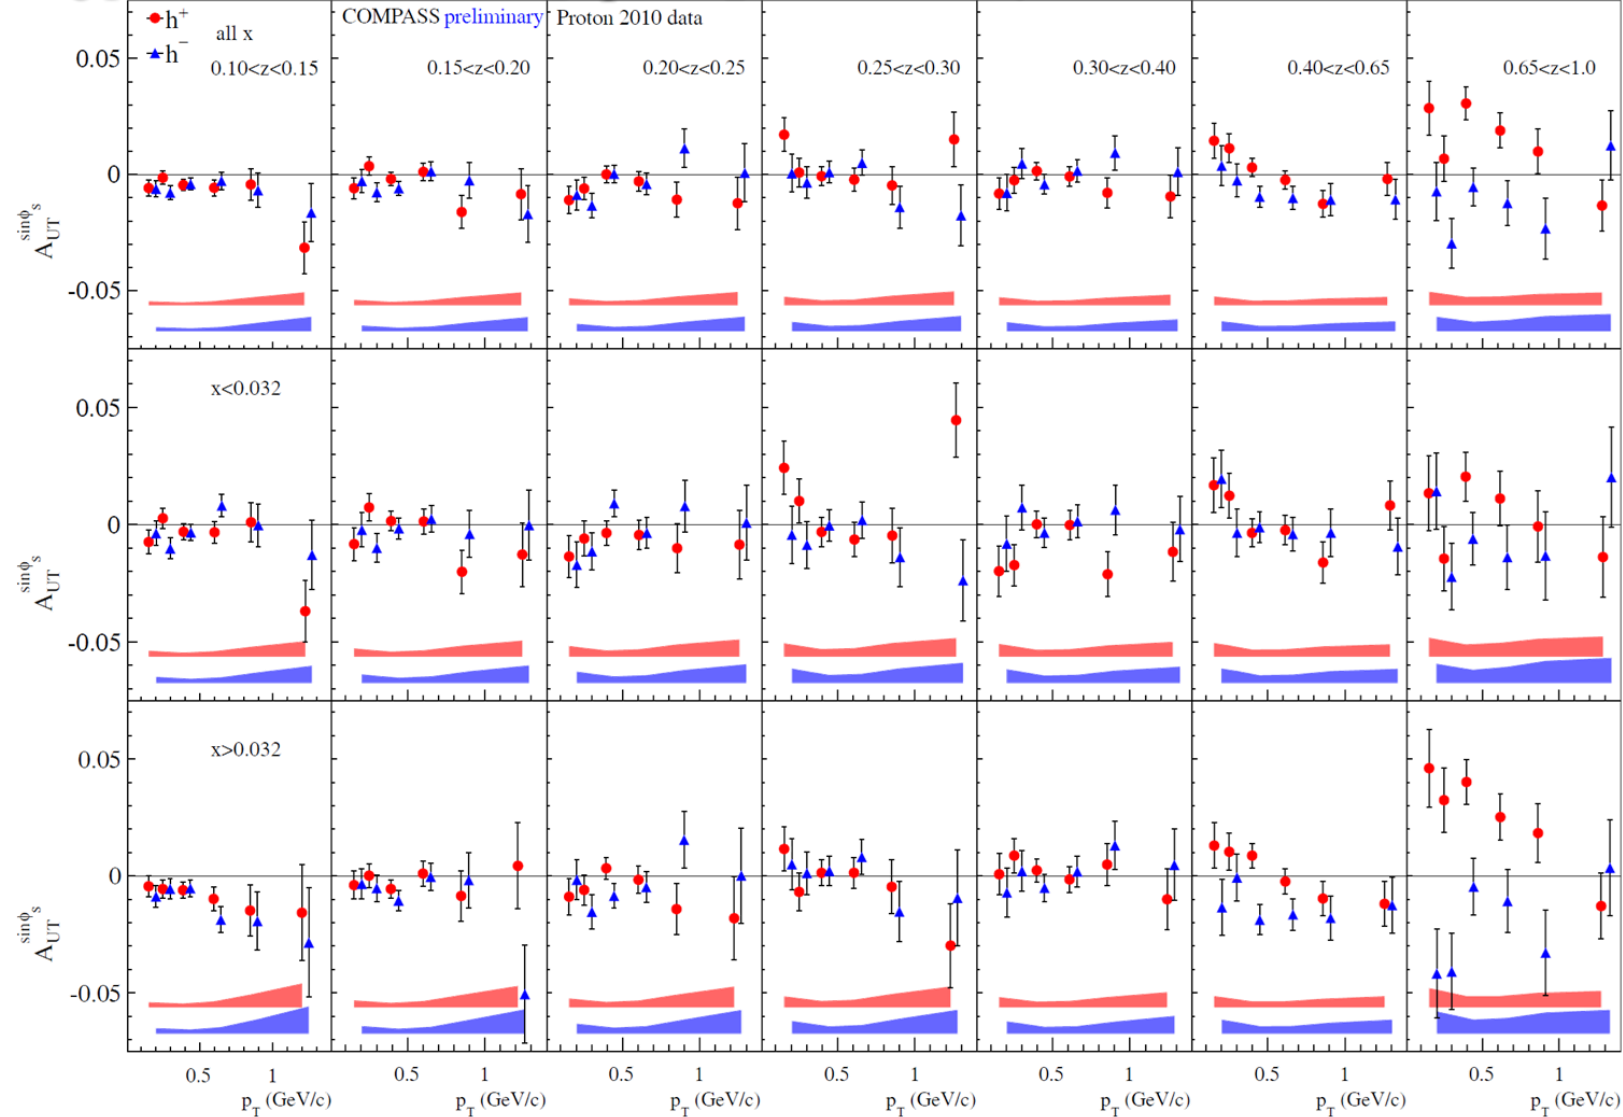 h+ COMPASS preliminary Proton 2010 data
h− all x
0.10<z<0.15 0.15<z<0.20 0.20<z<0.25 0.25<z<0.30 0.30<z<0.40 0.40<z<0.65 0.65<z<1.0
0.05
0
-0.05
A_UT^sinϕ_s
x<0.032
0.05
0
-0.05
A_UT^sinϕ_s
x>0.032
0.05
0
-0.05
A_UT^sinϕ_s
0.5 1 0.5 1 0.5 1 0.5 1 0.5 1 0.5 1 0.5 1
p_T (GeV/c) p_T (GeV/c) p_T (GeV/c) p_T (GeV/c) p_T (GeV/c) p_T (GeV/c) p_T (GeV/c)